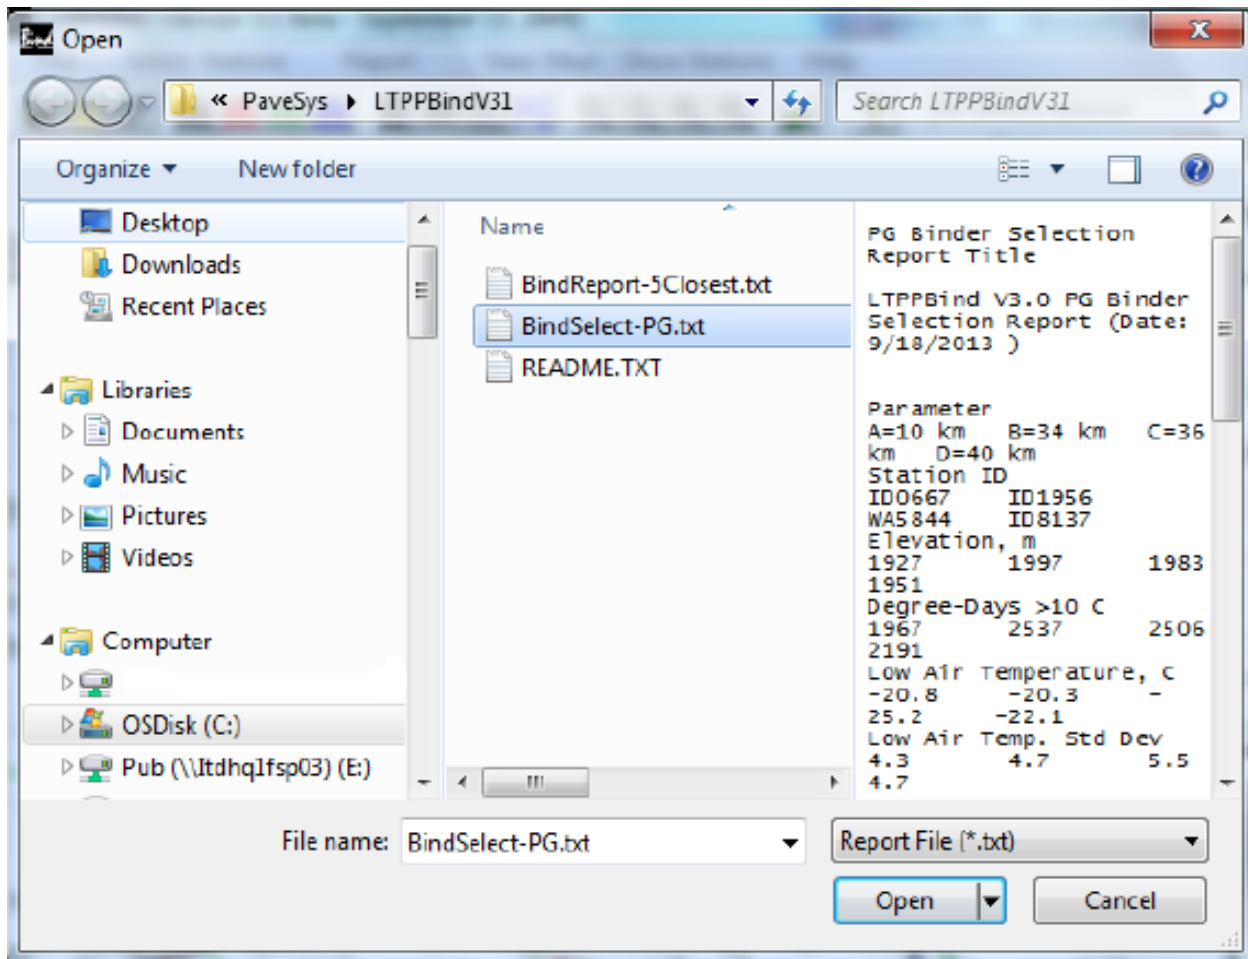 Open
« PaveSys ▸ LTPPBindV31
Search LTPPBindV31
Organize
New folder
Desktop
Downloads
Recent Places
Libraries
Documents
Music
Pictures
Videos
Computer
OSDisk (C:)
Pub (\\Itdhq1fsp03) (E:)
Name
BindReport-5Closest.txt
BindSelect-PG.txt
README.TXT
PG Binder Selection
Report Title
LTPPBind V3.0 PG Binder
Selection Report (Date:
9/18/2013 )
Parameter
A=10 km B=34 km C=36
km D=40 km
Station ID
ID0667 ID1956
WA5844 ID8137
Elevation, m
1927 1997 1983
1951
Degree-Days >10 C
1967 2537 2506
2191
Low Air Temperature, C
-20.8 -20.3 -
25.2 -22.1
Low Air Temp. Std Dev
4.3 4.7 5.5
4.7
File name: BindSelect-PG.txt
Report File (*.txt)
Open
Cancel